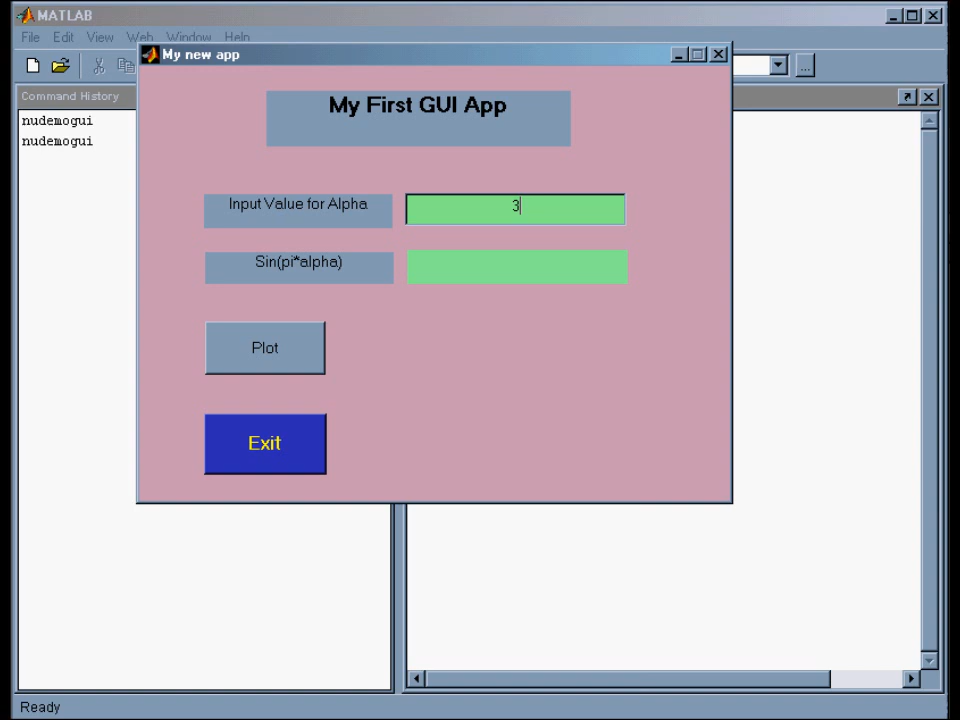 MATLAB
File Edit View Web Window Help
My new app
...
Command History
nudemogui
nudemogui
My First GUI App
Input Value for Alpha
3
Sin(pi*alpha)
Plot
Exit
Ready